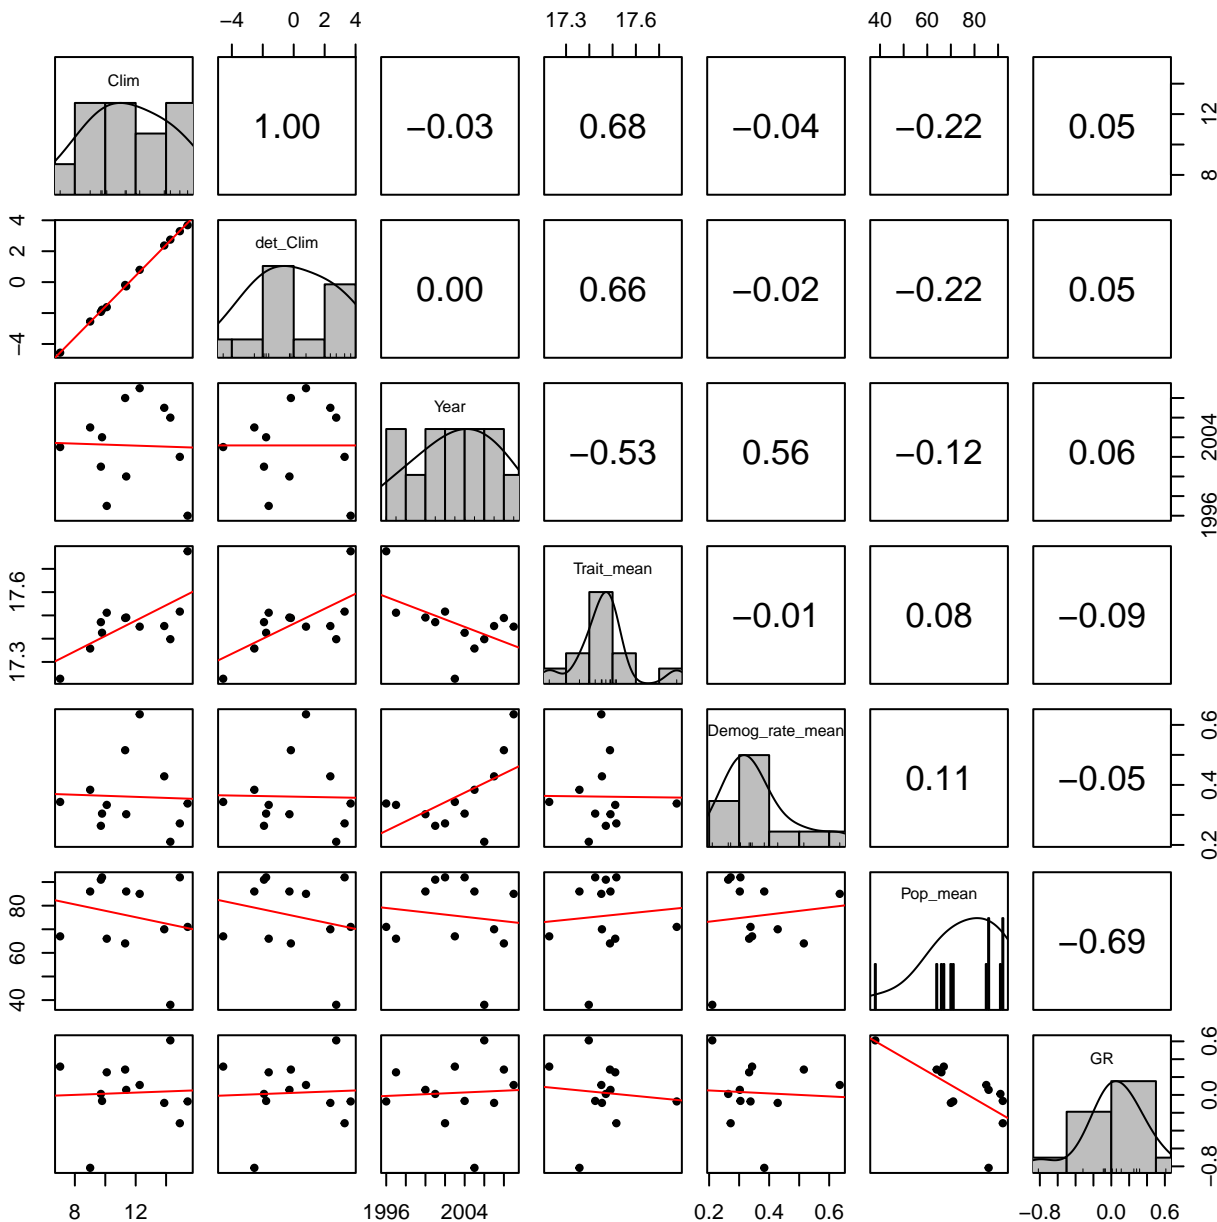 −4 0 2 4 17.3 17.6 40 60 80
Clim 1.00 −0.03 0.68 −0.04 −0.22 0.05 8 12
−4 0 2 4 det_Clim 0.00 0.66 −0.02 −0.22 0.05
Year −0.53 0.56 −0.12 0.06 1996 2004
17.3 17.6 Trait_mean −0.01 0.08 −0.09
Demog_rate_mean 0.11 −0.05 0.2 0.4 0.6
40 60 80 Pop_mean −0.69
GR −0.8 0.0 0.6
8 12 1996 2004 0.2 0.4 0.6 −0.8 0.0 0.6